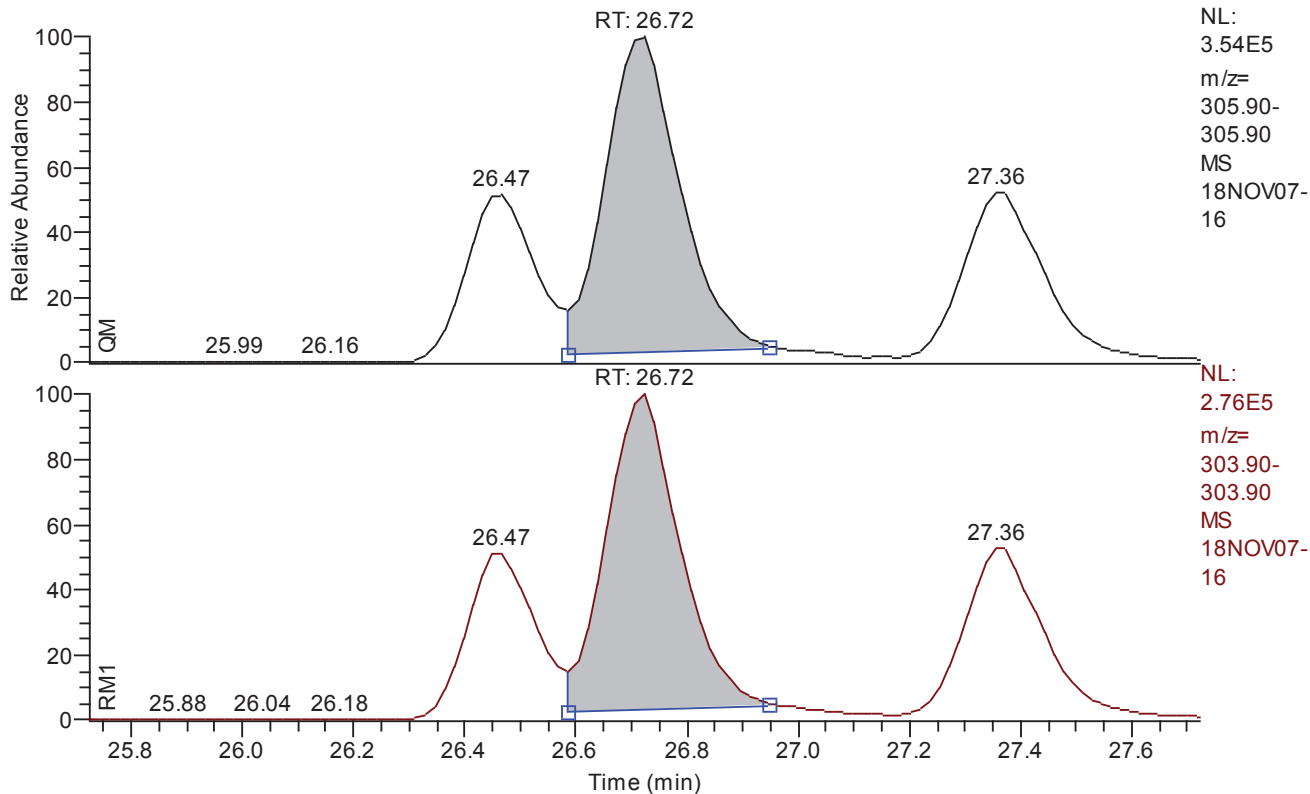 RT: 26.72
NL:
3.54E5
m/z=
305.90-
305.90
MS
18NOV07-
16
100
80
60
40
20
0
Relative Abundance
QM
25.99
26.16
26.47
27.36
RT: 26.72
NL:
2.76E5
m/z=
303.90-
303.90
MS
18NOV07-
16
100
80
60
40
20
0
RM1
25.88
26.04
26.18
26.47
27.36
25.8
26.0
26.2
26.4
26.6
26.8
27.0
27.2
27.4
27.6
Time (min)